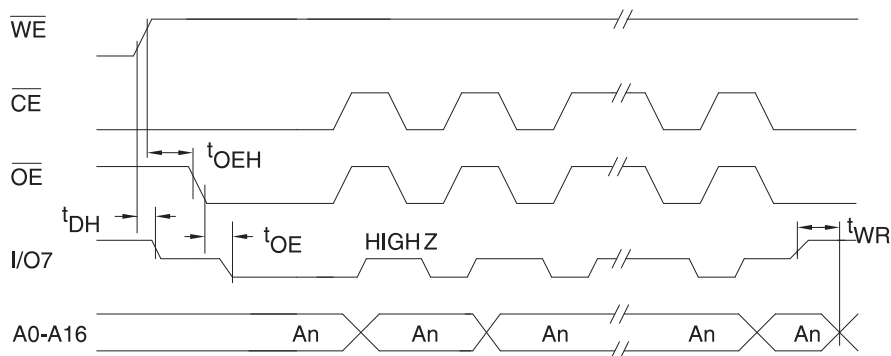 WE
CE
tOEH
OE
tDH
tOE
HIGH Z
tWR
I/O7
A0-A16 An An An An An